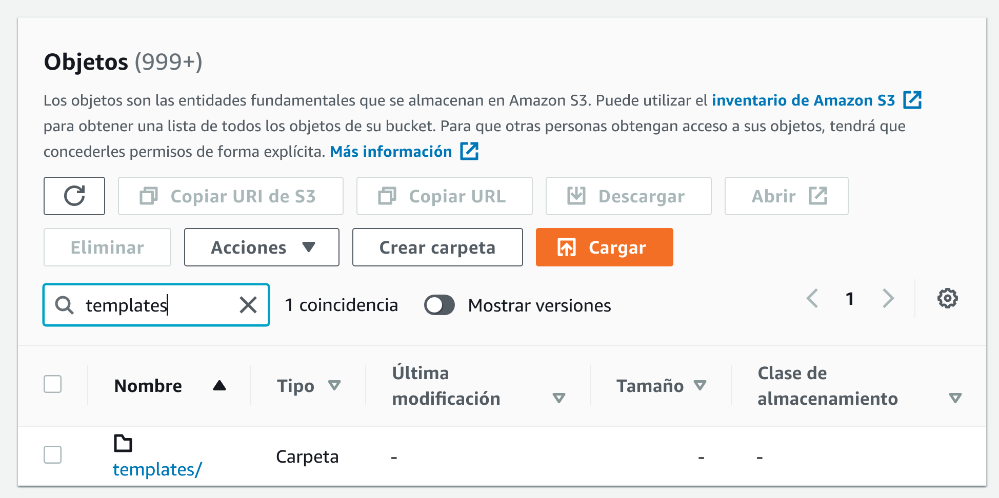 Objetos (999+)
Los objetos son las entidades fundamentales que se almacenan en Amazon S3. Puede utilizar el inventario de Amazon S3
para obtener una lista de todos los objetos de su bucket. Para que otras personas obtengan acceso a sus objetos, tendrá que
concederles permisos de forma explícita. Más información
Copiar URI de S3 Copiar URL Descargar Abrir
Eliminar Acciones Crear carpeta Cargar
templates 1 coincidencia Mostrar versiones 1
Nombre Tipo Última modificación Tamaño Clase de almacenamiento
templates/ Carpeta - - -